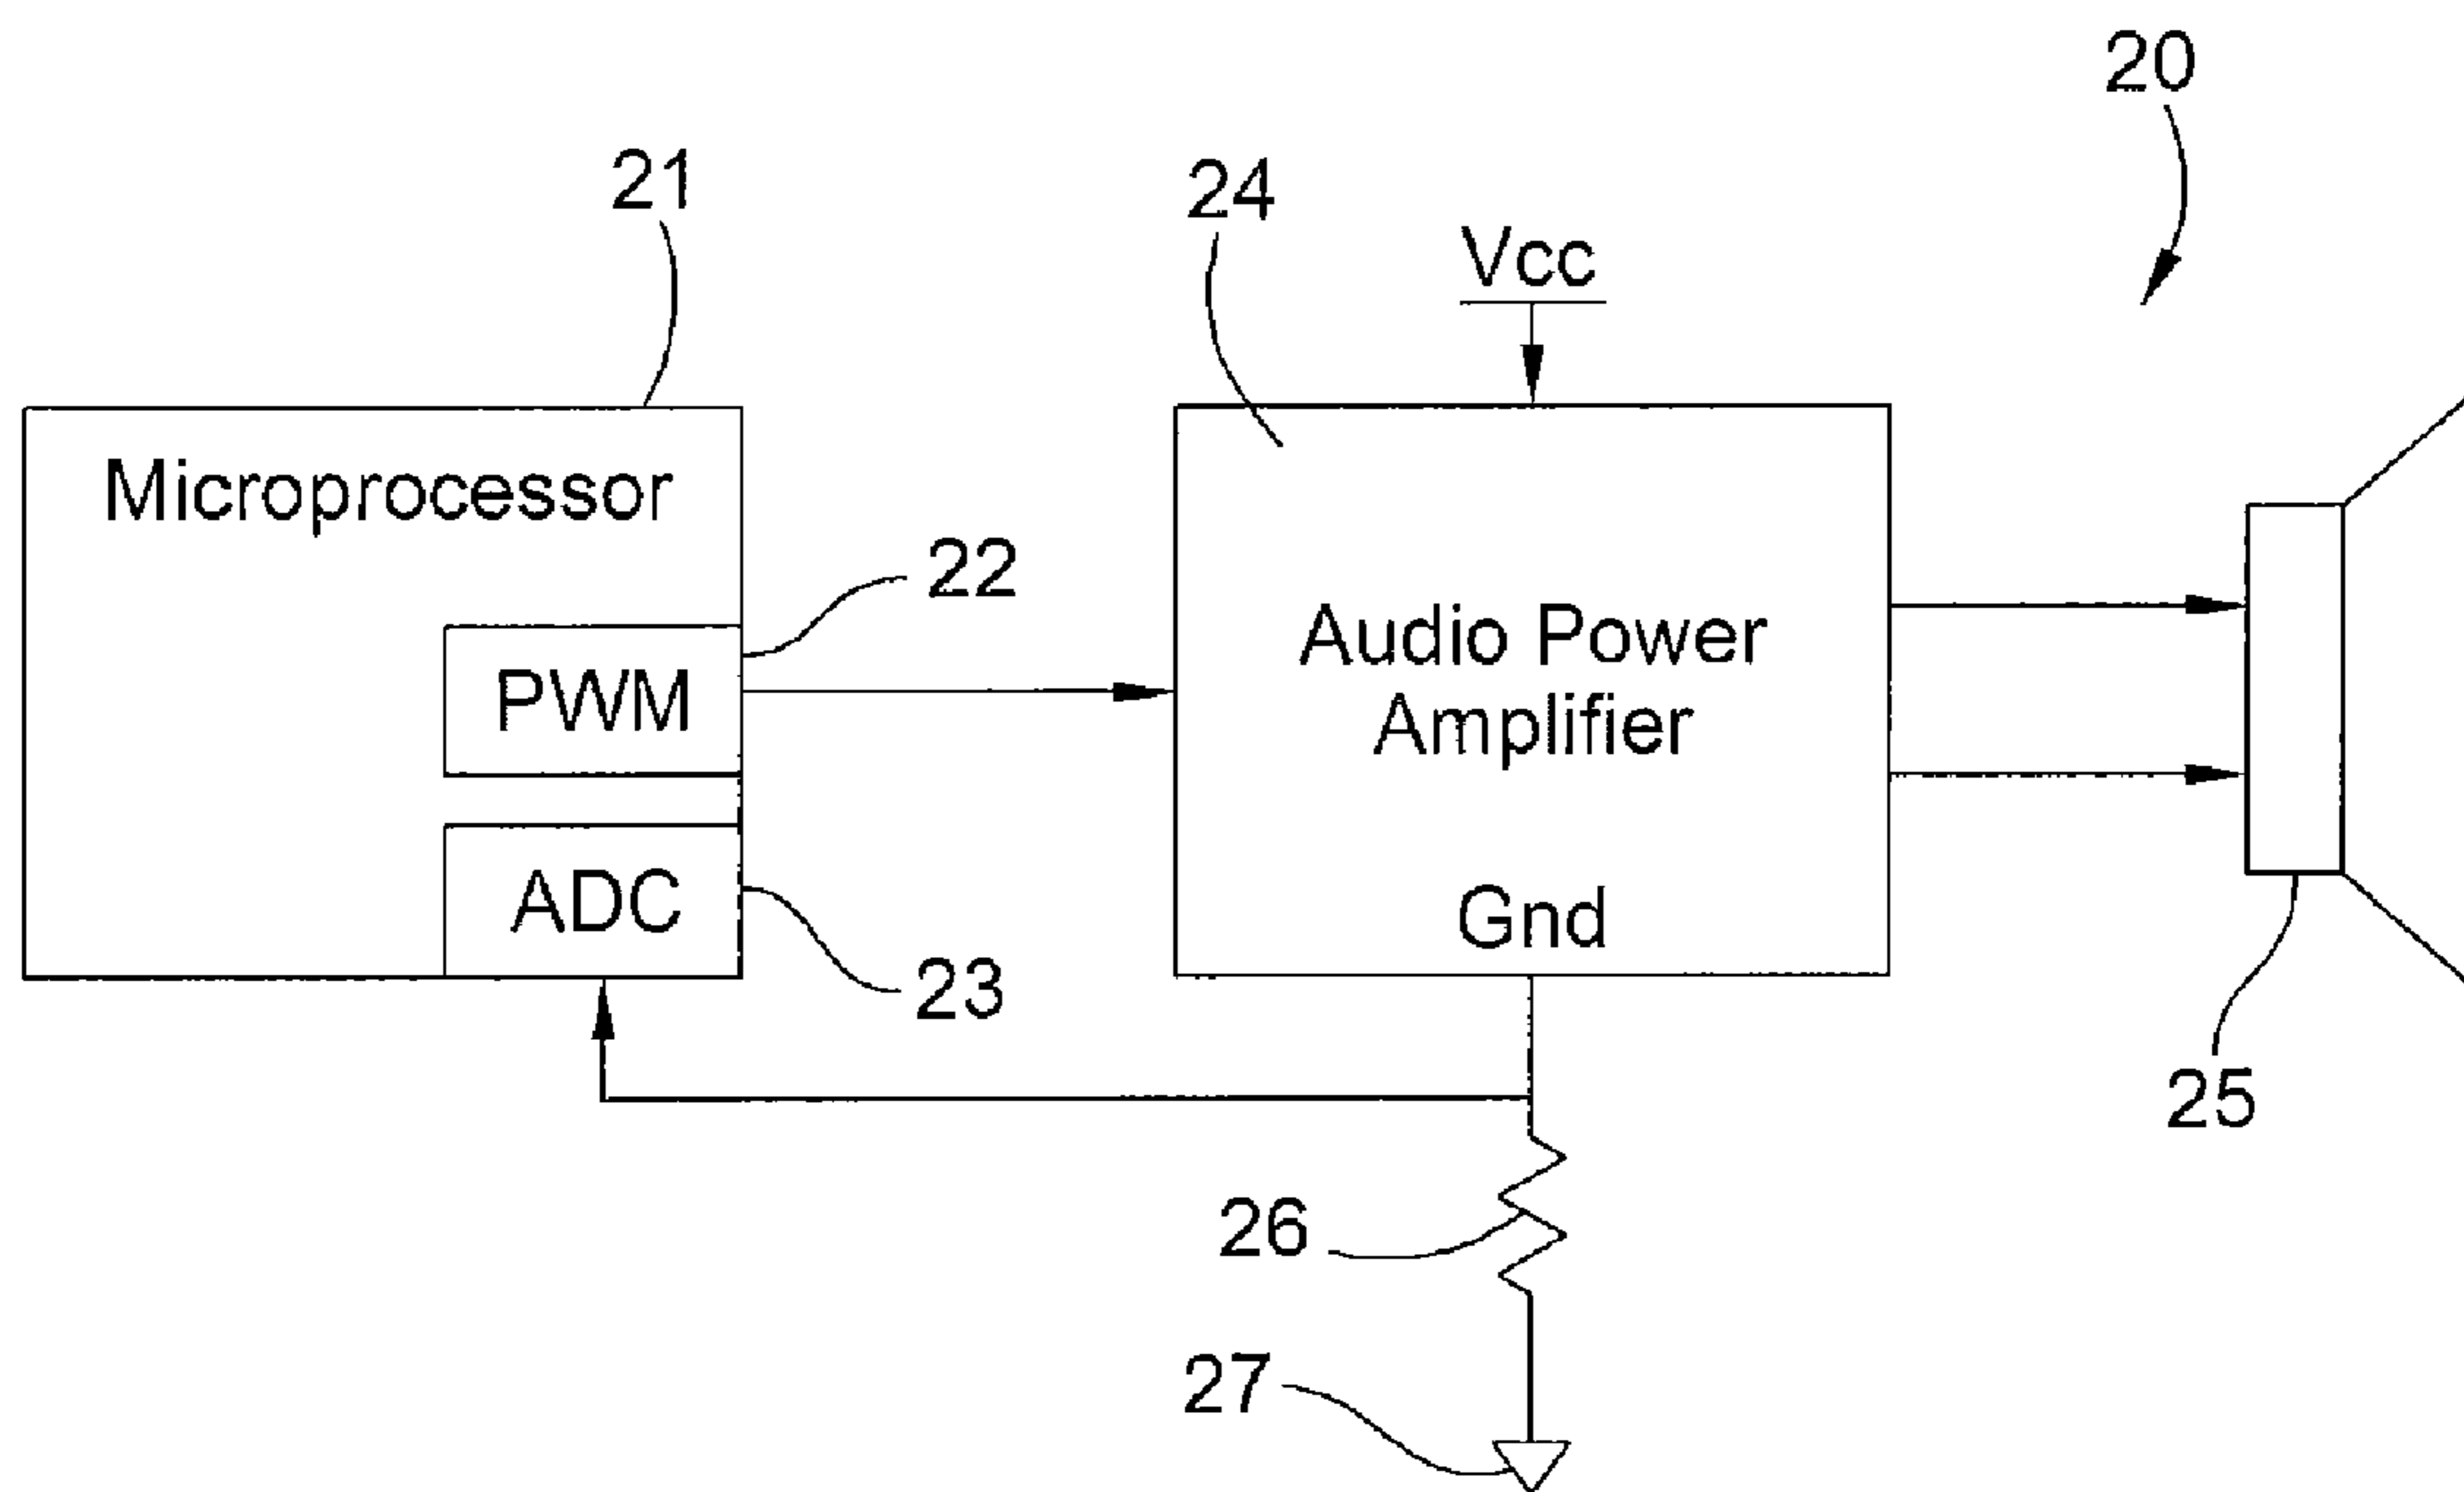 20
21
24
Vcc
Microprocessor
22
PWM
Audio Power
Amplifier
ADC
Gnd
23
25
26
27